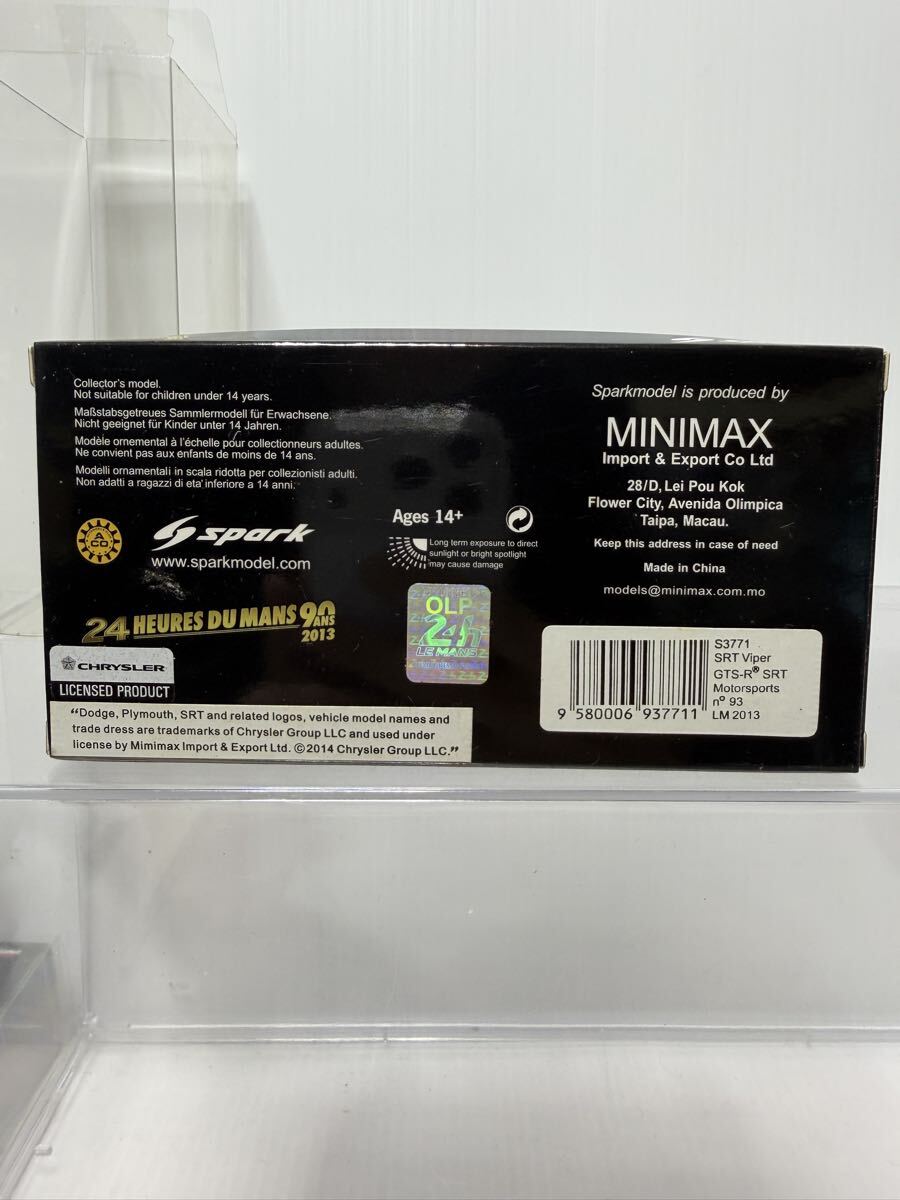 Collector's model.
Not suitable for children under 14 years.
Maßstabsgetreues Sammlermodell für Erwachsene.
Nicht geeignet für Kinder unter 14 Jahren.
Modèle ornemental à l'échelle pour collectionneurs adultes.
Ne convient pas aux enfants de moins de 14 ans.
Modelli ornamentali in scala ridotta per collezionisti adulti.
Non adatti a ragazzi di eta' inferiore a 14 anni.
ACO
spark
www.sparkmodel.com
24 HEURES DU MANS 90 ANS
2013
CHRYSLER
LICENSED PRODUCT
"Dodge, Plymouth, SRT and related logos, vehicle model names and
trade dress are trademarks of Chrysler Group LLC and used under
license by Mimimax Import & Export Ltd. ©2014 Chrysler Group LLC."
Ages 14+
Long term exposure to direct
sunlight or bright spotlight
may cause damage
OLP
24h
LE MANS
Sparkmodel is produced by
MINIMAX
Import & Export Co Ltd
28/D, Lei Pou Kok
Flower City, Avenida Olimpica
Taipa, Macau.
Keep this address in case of need
Made in China
models@minimax.com.mo
9 580006 937711
S3771
SRT Viper
GTS-R® SRT
Motorsports
nº 93
LM 2013